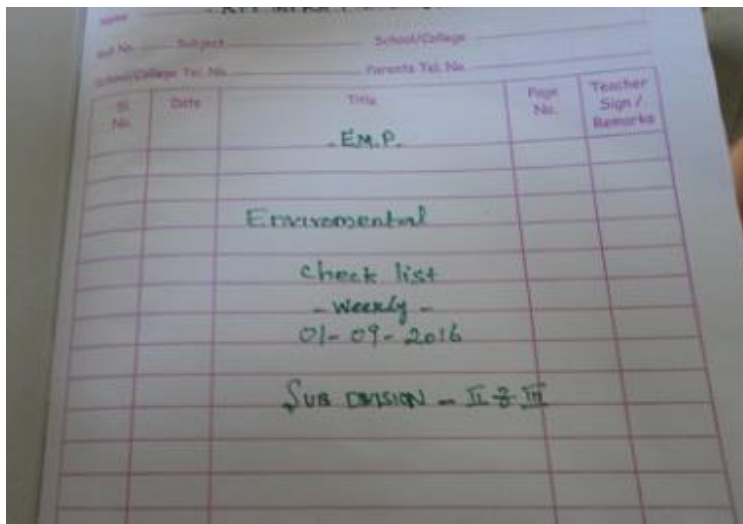 Name
Roll No. Subject School/College
School/College Tel. No. Parents Tel. No.
Sl. No. Date Title Page No. Teacher Sign / Remarks
E.M.P.
Enviromental
check list
- Weekly -
01-09-2016
SUB DIVISION - II & III